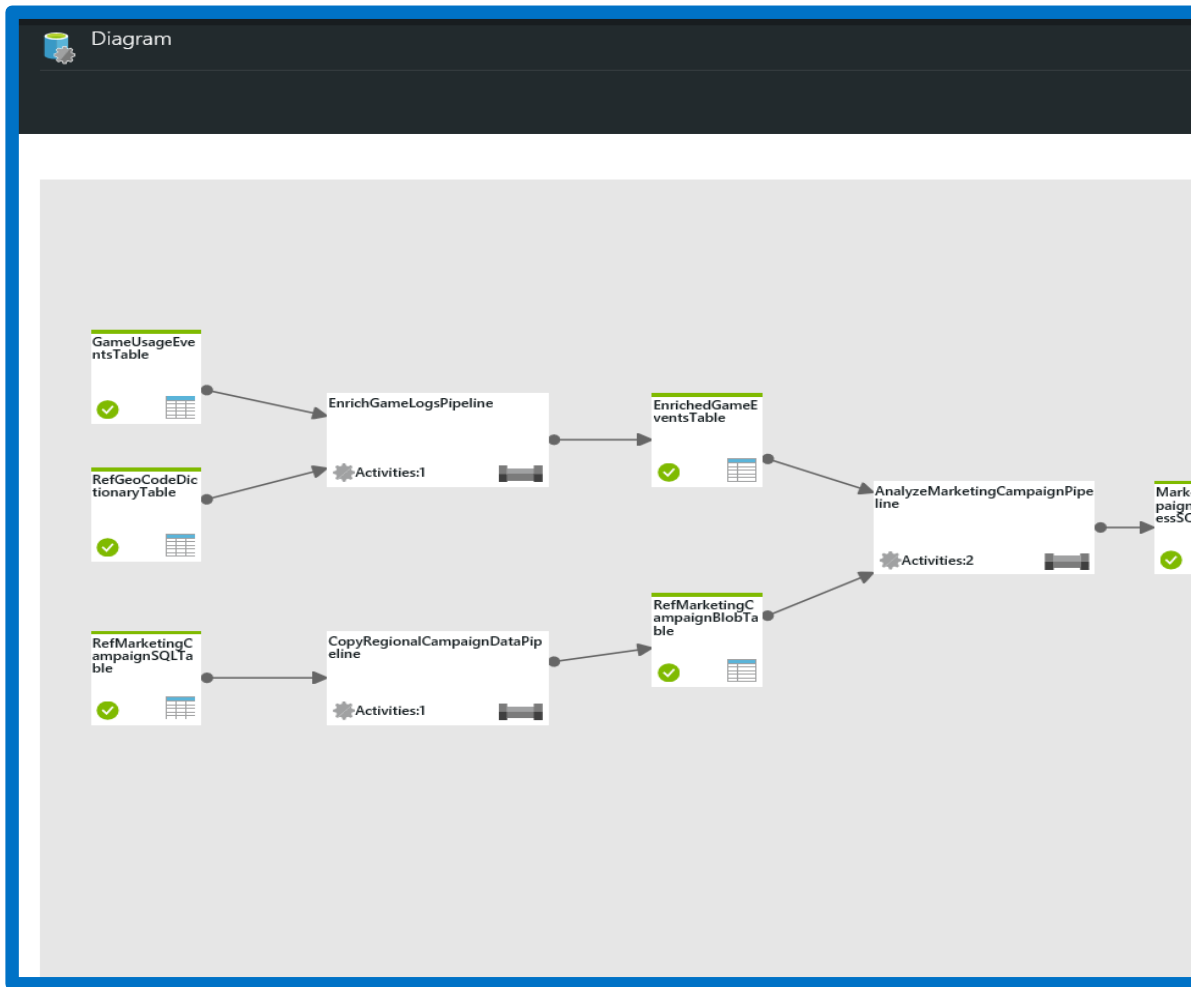 Diagram
GameUsageEve
ntsTable
RefGeoCodeDic
tionaryTable
RefMarketingC
ampaignSQLTa
ble
EnrichGameLogsPipeline
Activities:1
CopyRegionalCampaignDataPip
eline
Activities:1
EnrichedGameE
ventsTable
RefMarketingC
ampaignBlobTa
ble
AnalyzeMarketingCampaignPipe
line
Activities:2